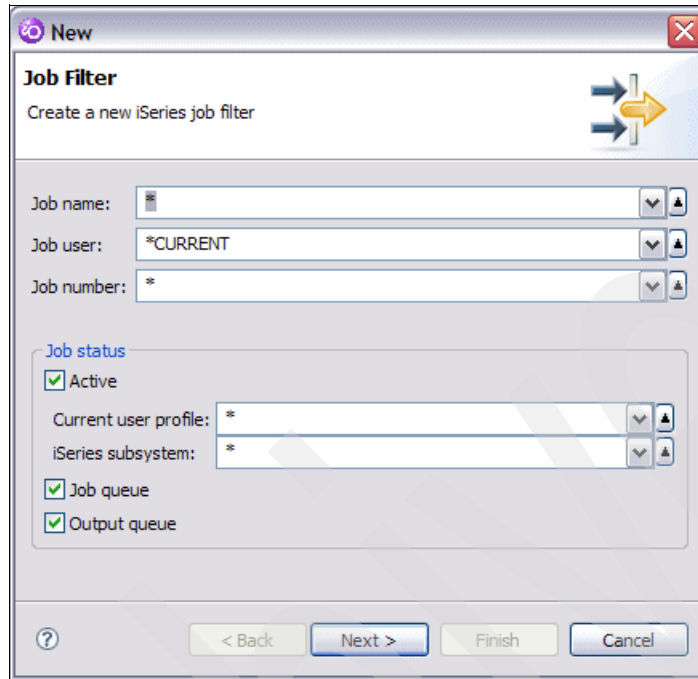 New
Job Filter
Create a new iSeries job filter
Job name: *
Job user: *CURRENT
Job number: *
Job status
Active
Current user profile: *
iSeries subsystem: *
Job queue
Output queue
< Back Next > Finish Cancel